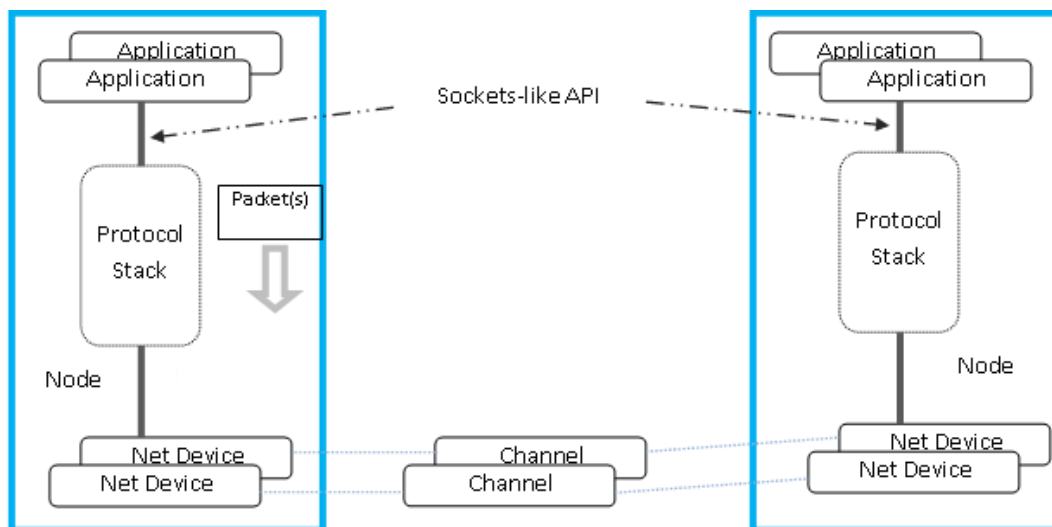 Application
Application
Application
Application
Sockets-like API
Packet(s)
Protocol
Stack
Protocol
Stack
Node
Node
Net Device
Net Device
Channel
Channel
Net Device
Net Device